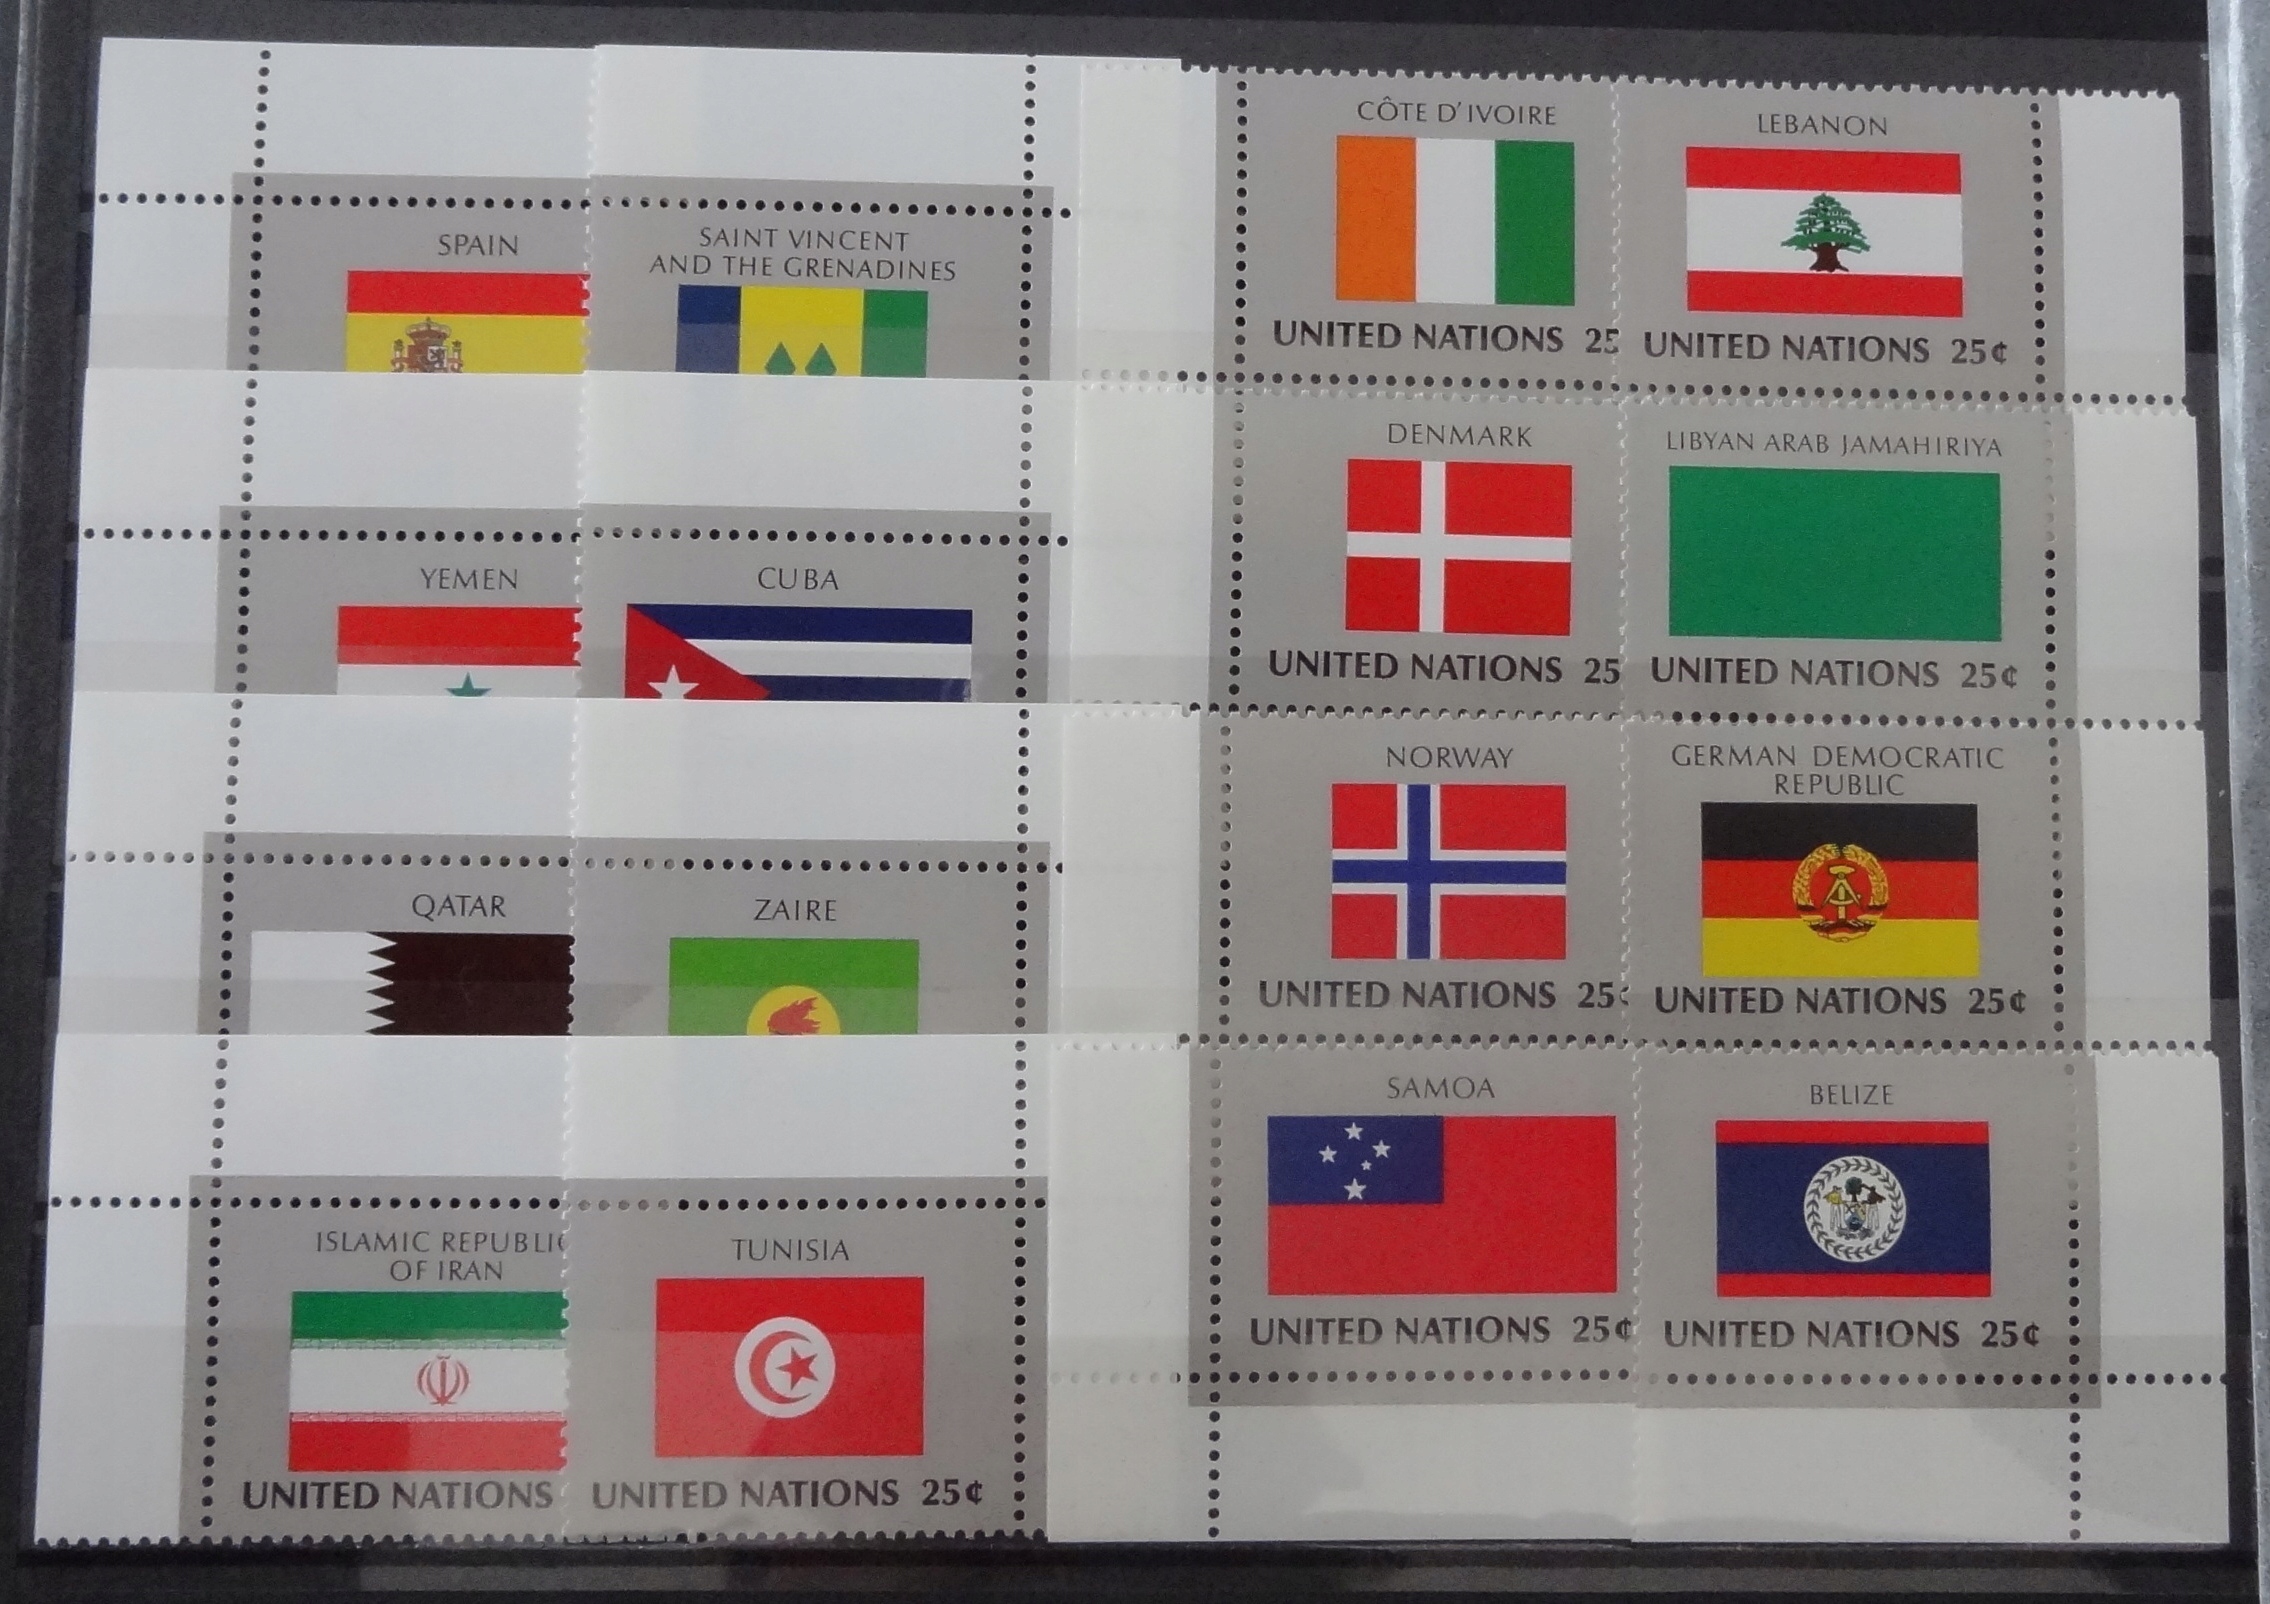 SPAIN
SAINT VINCENT
AND THE GRENADINES
YEMEN
CUBA
QATAR
ZAIRE
ISLAMIC REPUBLIC
OF IRAN
UNITED NATIONS
TUNISIA
UNITED NATIONS 25¢
CÔTE D'IVOIRE
UNITED NATIONS 25
LEBANON
UNITED NATIONS 25¢
DENMARK
UNITED NATIONS 25
LIBYAN ARAB JAMAHIRIYA
UNITED NATIONS 25¢
NORWAY
UNITED NATIONS 25¢
GERMAN DEMOCRATIC
REPUBLIC
UNITED NATIONS 25¢
SAMOA
UNITED NATIONS 25¢
BELIZE
UNITED NATIONS 25¢